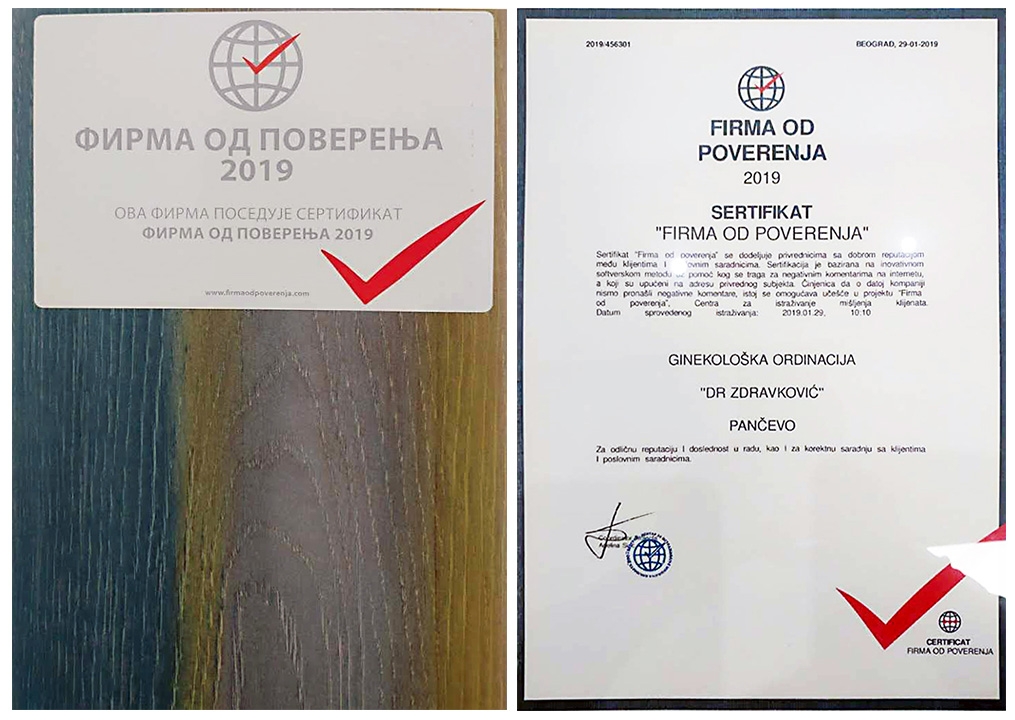 ФИРМА ОД ПОВЕРЕЊА
2019
ОВА ФИРМА ПОСЕДУЈЕ СЕРТИФИКАТ
ФИРМА ОД ПОВЕРЕЊА 2019
www.firmaodpoverenja.com
2019/456301
BEOGRAD, 29-01-2019
FIRMA OD
POVERENJA
2019
SERTIFIKAT
"FIRMA OD POVERENJA"
Sertifikat "Firma od poverenja" se dodeljuje privrednicima sa dobrom reputacijom
među klijentima I poslovnim saradnicima. Sertifikacija je bazirana na inovativnom
softverskom metodu uz pomoć kog se traga za negativnim komentarima na internetu,
a koji su upućeni na adresu privrednog subjekta. Činjenica da o datoj kompaniji
nismo pronašli negativne komentare, istoj se omogućava učešće u projektu "Firma
od poverenja", Centra za istraživanje mišljenja klijenata.
Datum sprovedenog istraživanja: 2019.01.29, 10:10
GINEKOLOŠKA ORDINACIJA
"DR ZDRAVKOVIĆ"
PANČEVO
Za odličnu reputaciju I doslednost u radu, kao i za korektnu saradnju sa klijentima
I poslovnim saradnicima.
CERTIFICAT
FIRMA OD POVERENJA